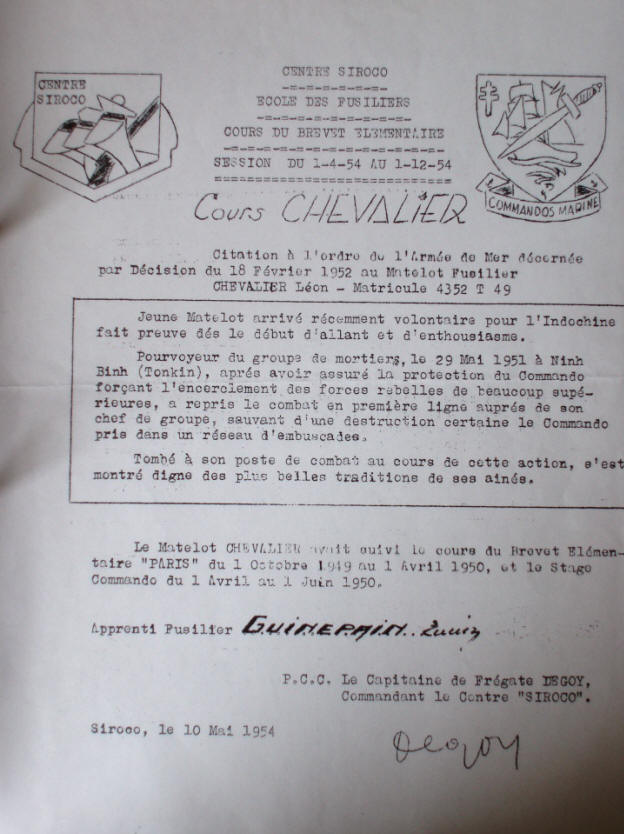 CENTRE SIROCO
CENTRE
SIROCO
ECOLE DES FUSILIERS
COURS DU BREVET ELEMENTAIRE
SESSION DU 1-4-54 AU 1-12-54
COMMANDOS MARINE
Cours CHEVALIER
Citation à l'ordre de l'Armée de Mer décernée
par Décision du 18 Février 1952 au Matelot Fusilier
CHEVALIER Léon - Matricule 4352 T 49
Jeune Matelot arrivé récemment volontaire pour l'Indochine
fait preuve dés le début d'allant et d'enthousiasme.
Pourvoyeur du groupe de mortiers, le 29 Mai 1951 à Ninh
Binh (Tonkin), aprés avoir assuré la protection du Commando
forçant l'encerclement des forces rebelles de beaucoup supé-
rieures, a repris le combat en première ligne auprés de son
chef de groupe, sauvant d'une destruction certaine le Commando
pris dans un réseau d'embuscades.
Tombé à son poste de combat au cours de cette action, s'est
montré digne des plus belles traditions de ses ainés.
Le Matelot CHEVALIER avait suivi le cours du Brevet Elémen-
taire "PARIS" du 1 Octobre 1949 au 1 Avril 1950, et le Stage
Commando du 1 Avril au 1 Juin 1950.
Apprenti Fusilier GUINEPAIN
P.C.C. Le Capitaine de Frégate DEGOY,
Commandant le Centre "SIROCO".
Siroco, le 10 Mai 1954
Degoy